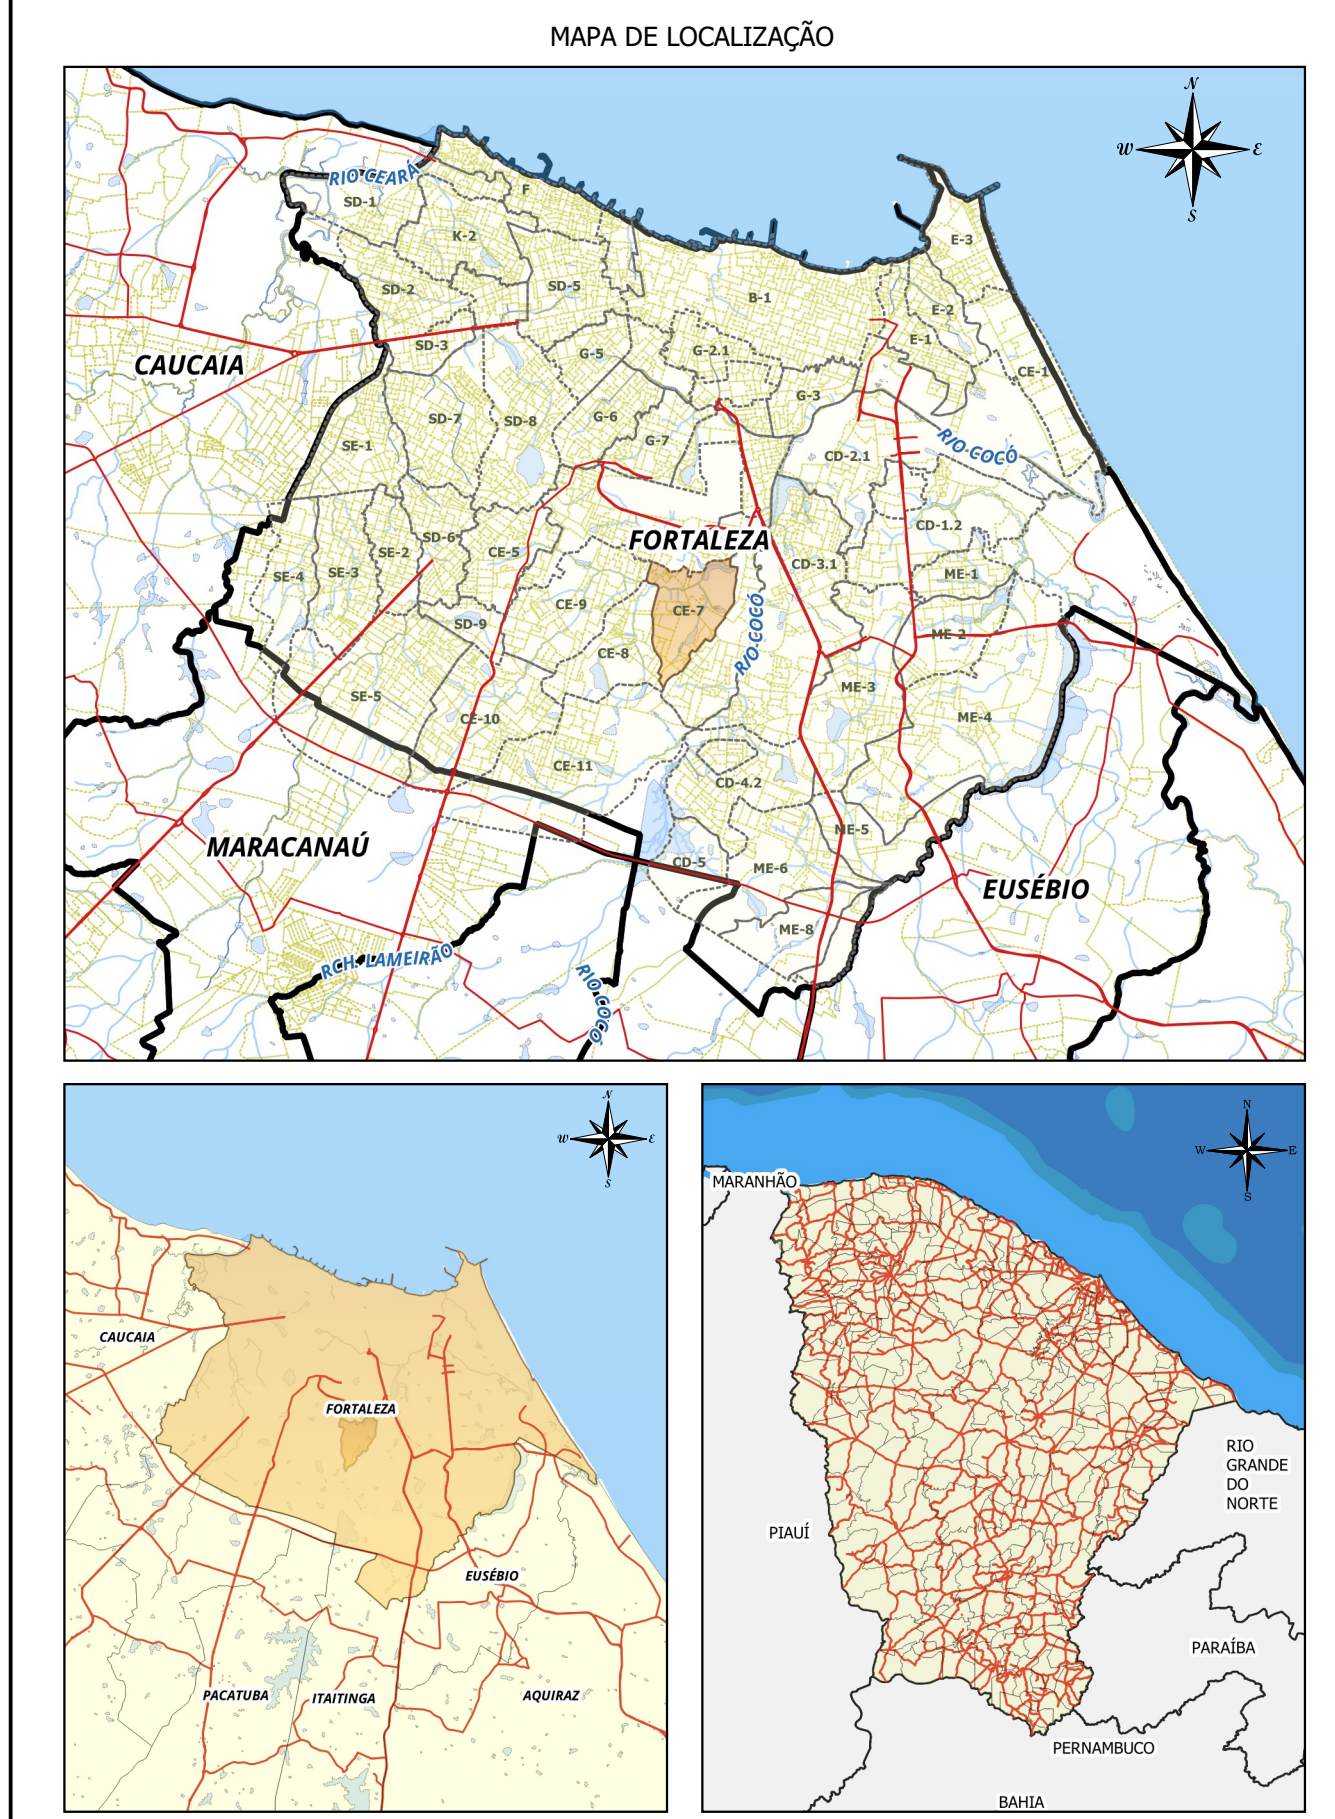 MAPA DE LOCALIZAÇÃO
N
W
E
S
RIO CEARÁ
SD-1
F
K-2
E-3
SD-2
SD-5
B-1
E-2
E-1
SD-3
G-5
G-2.1
CAUCAIA
CE-1
G-3
SD-7
SD-8
G-6
G-7
SE-1
RIO COCÓ
CD-2.1
CD-1.2
SD-6
FORTALEZA
SE-2
CE-5
CD-3.1
SE-4
SE-3
ME-1
CE-9
CE-7
RIO COCÓ
SD-9
ME-2
CE-8
SE-5
ME-3
CE-10
ME-4
CE-11
CD-4.2
ME-5
MARACANAÚ
CD-5
ME-6
EUSÉBIO
ME-8
RCH. LAMEIRÃO
RIO COCÓ
N
W
E
S
CAUCAIA
FORTALEZA
EUSÉBIO
PACATUBA
ITAITINGA
AQUIRAZ
N
W
E
S
MARANHÃO
RIO
GRANDE
DO
NORTE
PIAUÍ
PARAÍBA
PERNAMBUCO
BAHIA